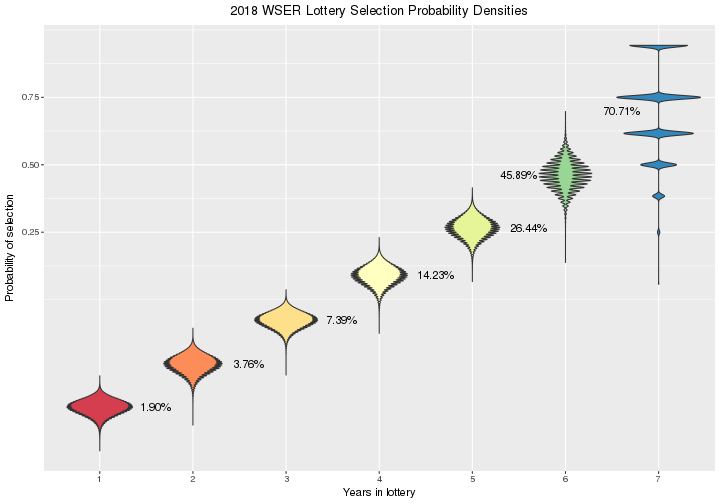 2018 WSER Lottery Selection Probability Densities
Probability of selection
0.75
0.50
0.25
70.71%
45.89%
26.44%
14.23%
7.39%
3.76%
1.90%
1 2 3 4 5 6 7
Years in lottery